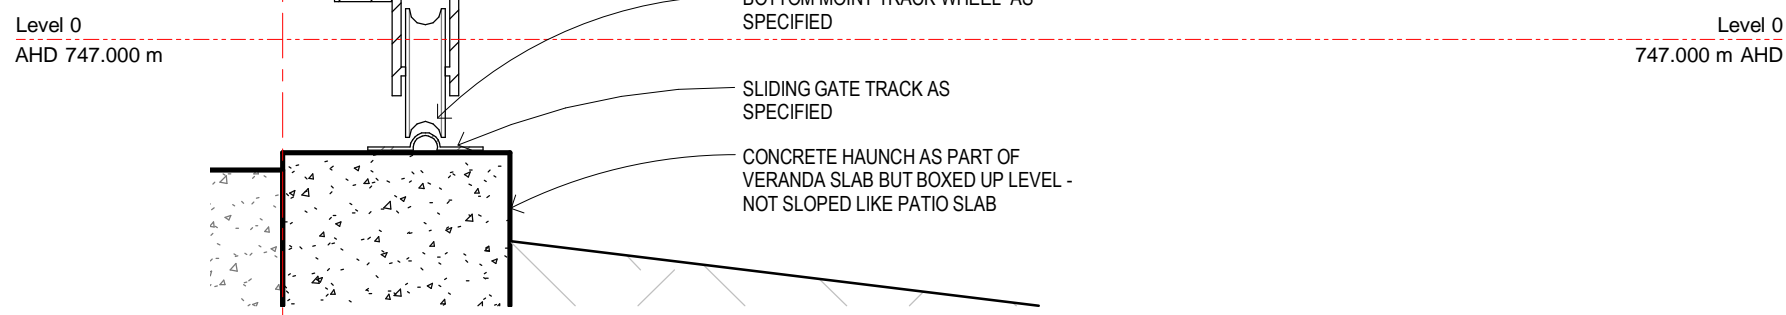 BOTTOM MOINT TRACK WHEEL AS
SPECIFIED
Level 0
AHD 747.000 m
Level 0
747.000 m AHD
SLIDING GATE TRACK AS
SPECIFIED
CONCRETE HAUNCH AS PART OF
VERANDA SLAB BUT BOXED UP LEVEL -
NOT SLOPED LIKE PATIO SLAB